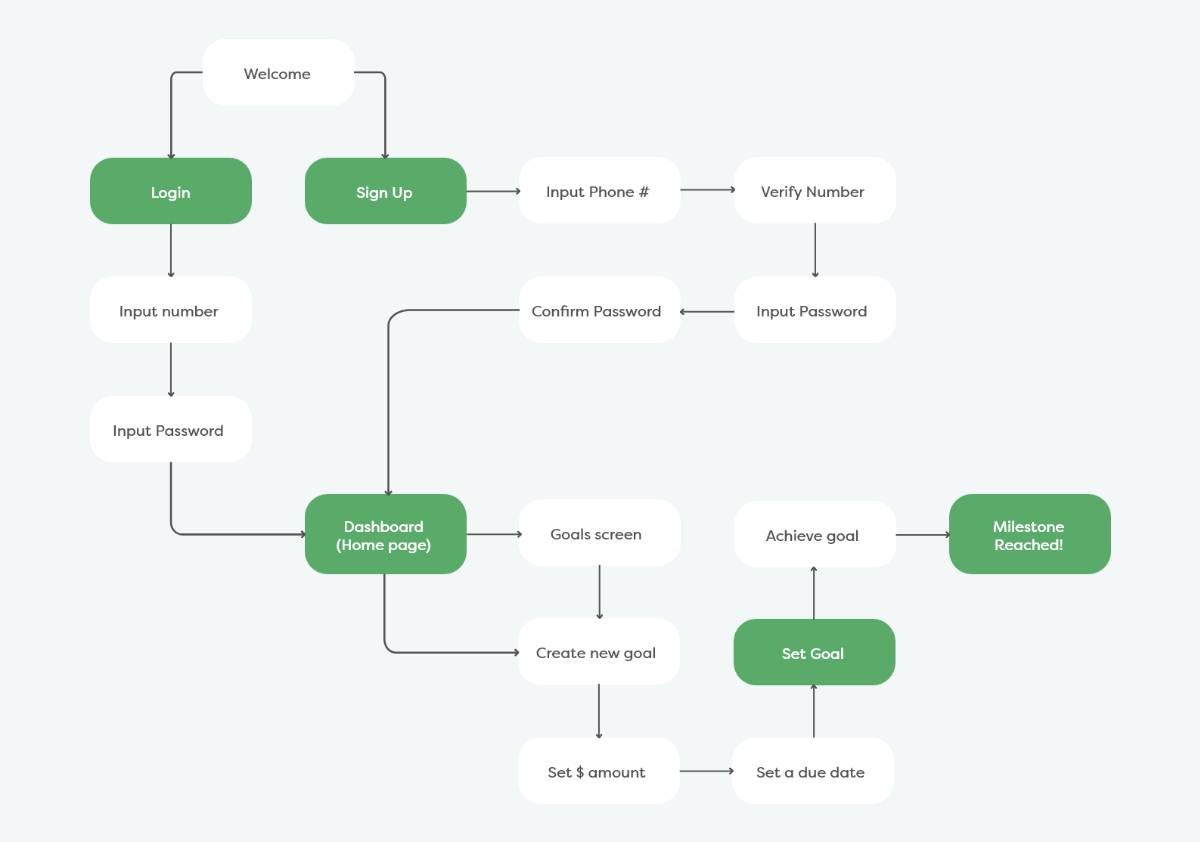 Welcome
Login
Sign Up
Input Phone #
Verify Number
Input number
Confirm Password
Input Password
Input Password
Dashboard
(Home page)
Goals screen
Achieve goal
Milestone
Reached!
Create new goal
Set Goal
Set $ amount
Set a due date